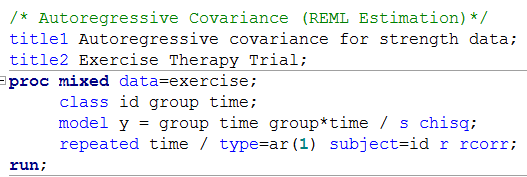 /* Autoregressive Covariance (REML Estimation)*/
title1 Autoregressive covariance for strength data;
title2 Exercise Therapy Trial;
proc mixed data=exercise;
class id group time;
model y = group time group*time / s chisq;
repeated time / type=ar(1) subject=id r rcorr;
run;